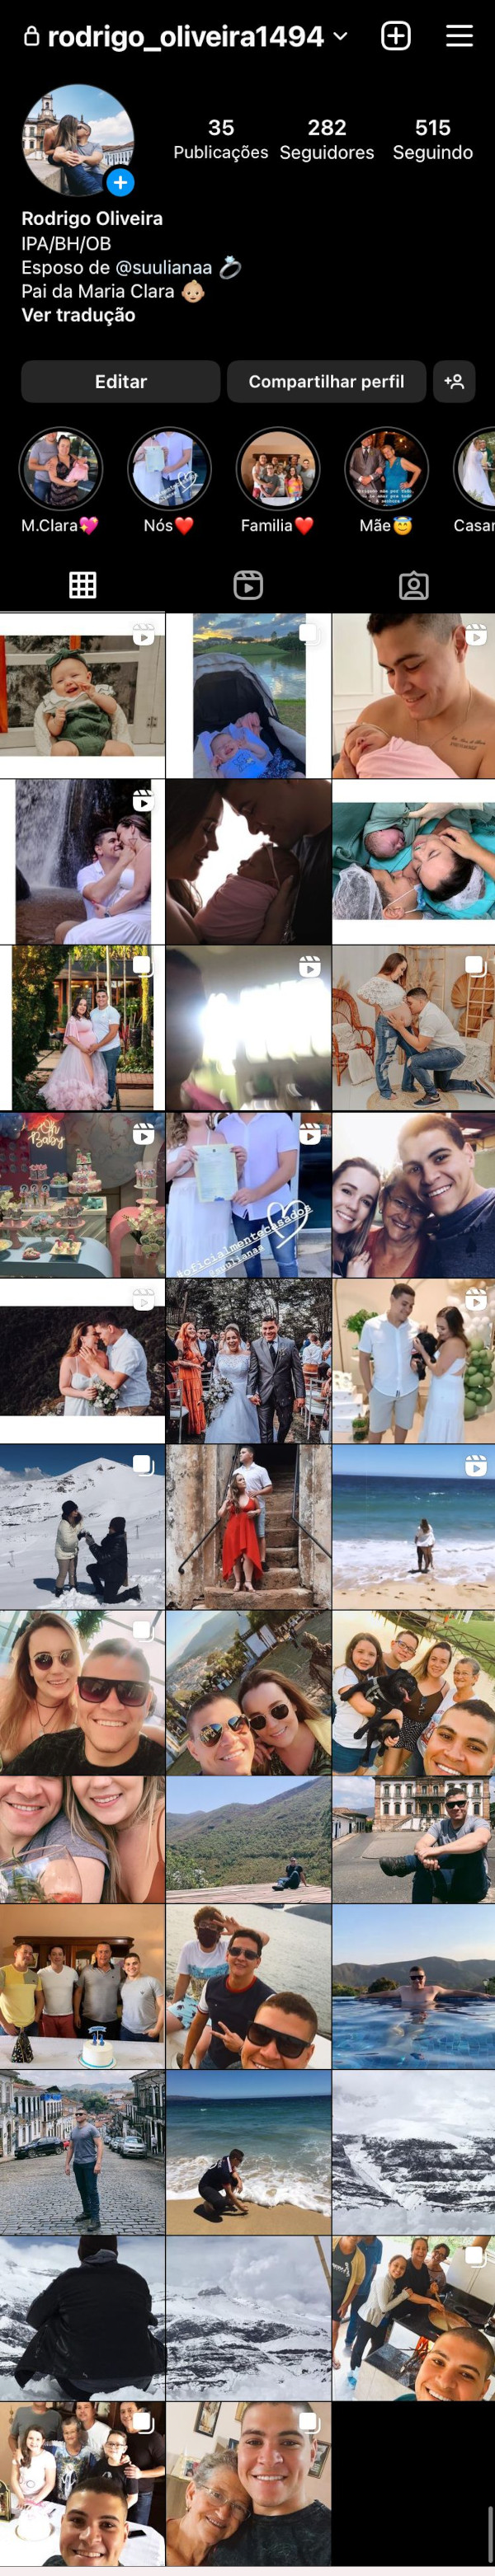 rodrigo_oliveira1494
35 282 515
Publicações Seguidores Seguindo
Rodrigo Oliveira
IPA/BH/OB
Esposo de @suulianaa 💍
Pai da Maria Clara 👶🏼
Ver tradução
Editar Compartilhar perfil
M.Clara💖 Nós❤️ Familia❤️ Mãe😇 Casar
Oh
Baby
#oficialmentecasados
@suulianaa